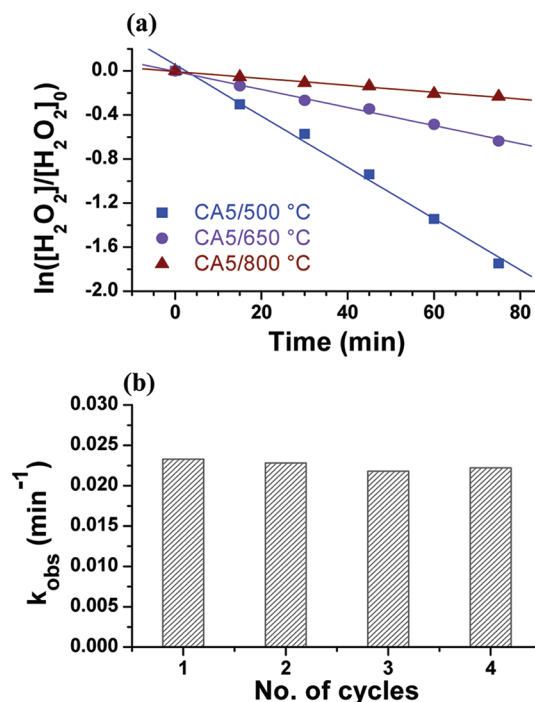 (a)
ln([H₂O₂]/[H₂O₂]₀)
0.0
-0.4
-0.8
-1.2
-1.6
-2.0
CA5/500 °C
CA5/650 °C
CA5/800 °C
0
20
40
60
80
Time (min)
(b)
k_obs (min⁻¹)
0.030
0.025
0.020
0.015
0.010
0.005
0.000
1
2
3
4
No. of cycles